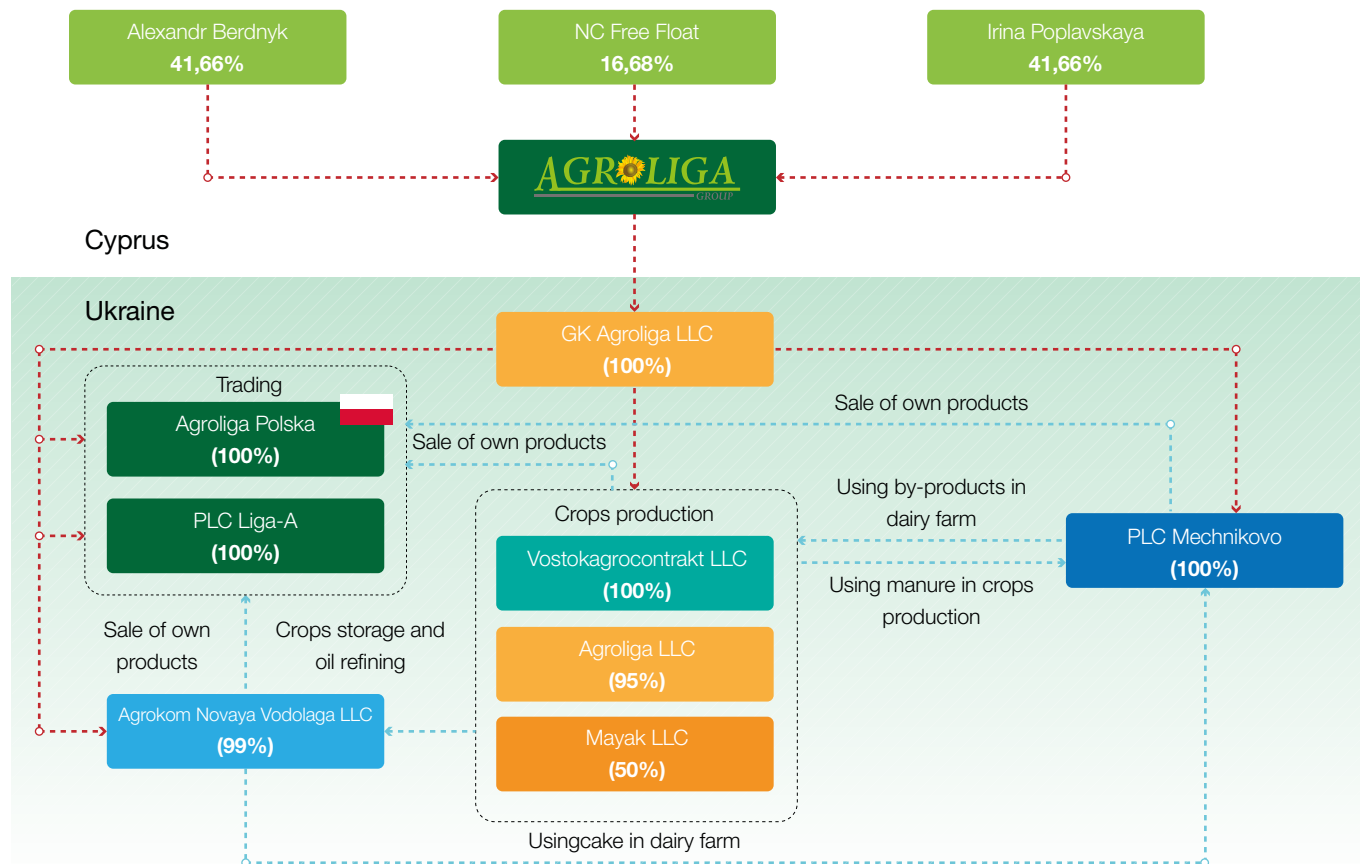 Alexandr Berdnyk
41,66%
NC Free Float
16,68%
Irina Poplavskaya
41,66%
AGROLIGA
GROUP
Cyprus
Ukraine
GK Agroliga LLC
(100%)
Trading
Agroliga Polska
(100%)
PLC Liga-A
(100%)
Sale of own products
Sale of own products
Crops production
Vostokagrocontrakt LLC
(100%)
Agroliga LLC
(95%)
Mayak LLC
(50%)
Using by-products in
dairy farm
Using manure in crops
production
PLC Mechnikovo
(100%)
Sale of own
products
Crops storage and
oil refining
Agrokom Novaya Vodolaga LLC
(99%)
Usingcake in dairy farm